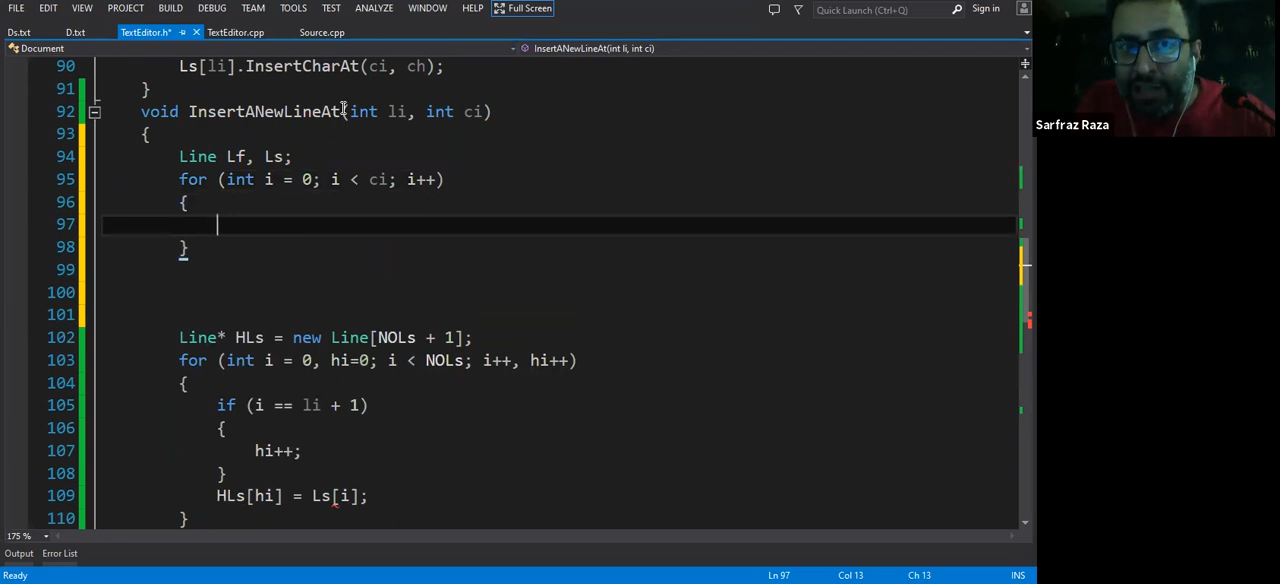 FILE EDIT VIEW PROJECT BUILD DEBUG TEAM TOOLS TEST ANALYZE WINDOW HELP Full Screen Quick Launch (Ctrl+Q) Sign in
Ds.txt D.txt TextEditor.h* TextEditor.cpp Source.cpp
Document InsertANewLineAt(int li, int ci)
90 Ls[li].InsertCharAt(ci, ch);
91 }
92 void InsertANewLineAt(int li, int ci)
93 {
94 Line Lf, Ls;
95 for (int i = 0; i < ci; i++)
96 {
97
98 }
99
100
101
102 Line* HLs = new Line[NOLs + 1];
103 for (int i = 0, hi=0; i < NOLs; i++, hi++)
104 {
105 if (i == li + 1)
106 {
107 hi++;
108 }
109 HLs[hi] = Ls[i];
110 }
175 %
Output Error List
Ready Ln 97 Col 13 Ch 13 INS
Sarfraz Raza